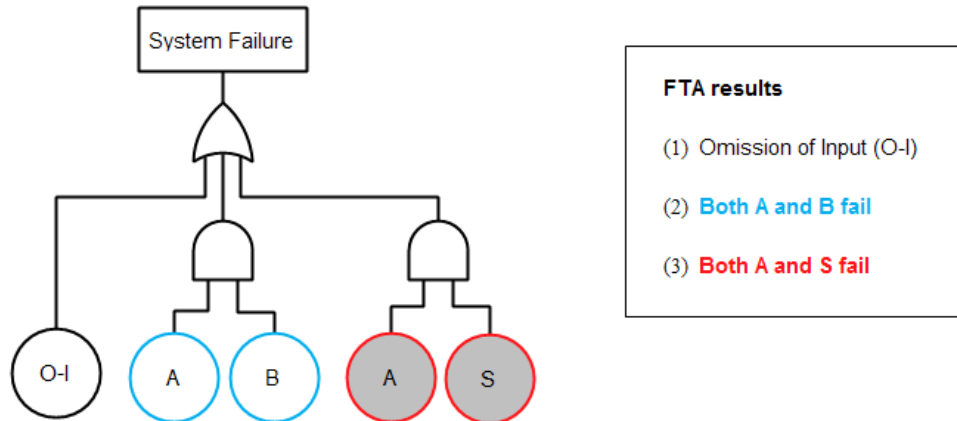 System Failure
FTA results
(1) Omission of Input (O-I)
(2) Both A and B fail
(3) Both A and S fail
O-I
A
B
A
S